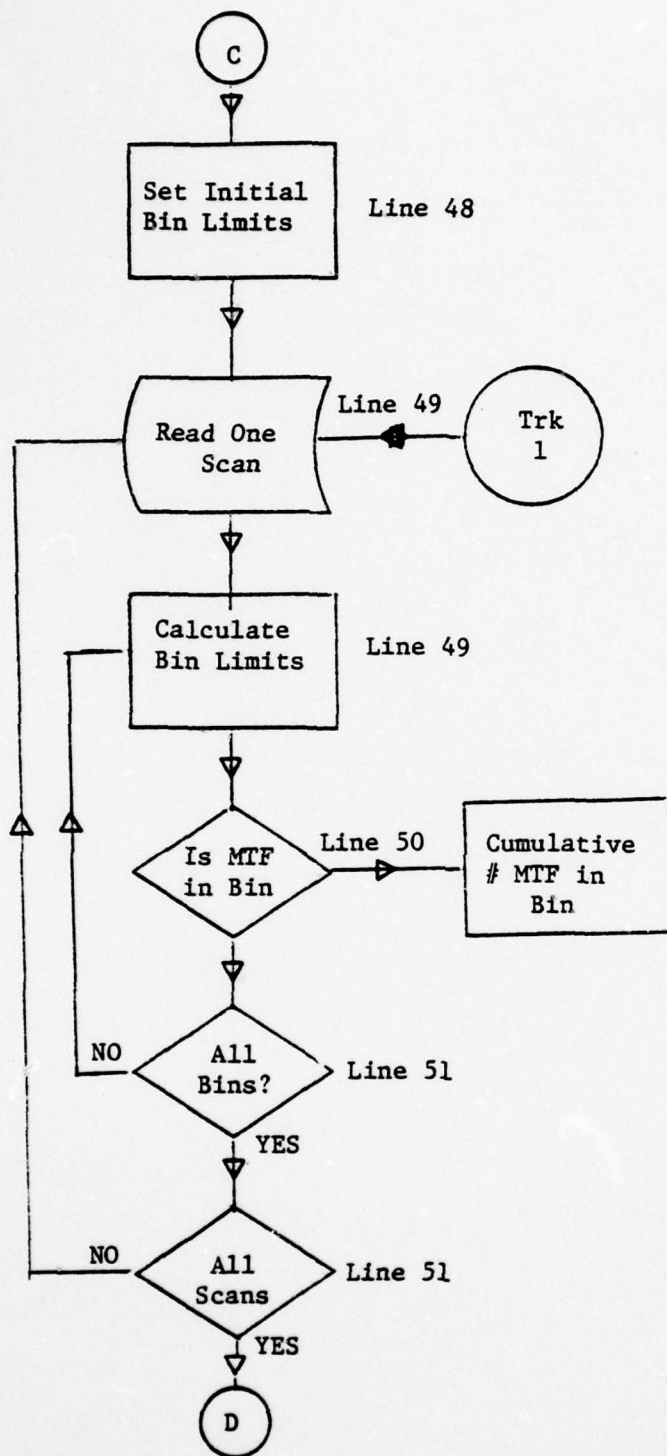 C
Set Initial
Bin Limits
Line 48
Read One
Scan
Line 49
Trk
1
Calculate
Bin Limits
Line 49
Is MTF
in Bin
Line 50
Cumulative
# MTF in
Bin
All
Bins?
NO
Line 51
YES
All
Scans
NO
Line 51
YES
D